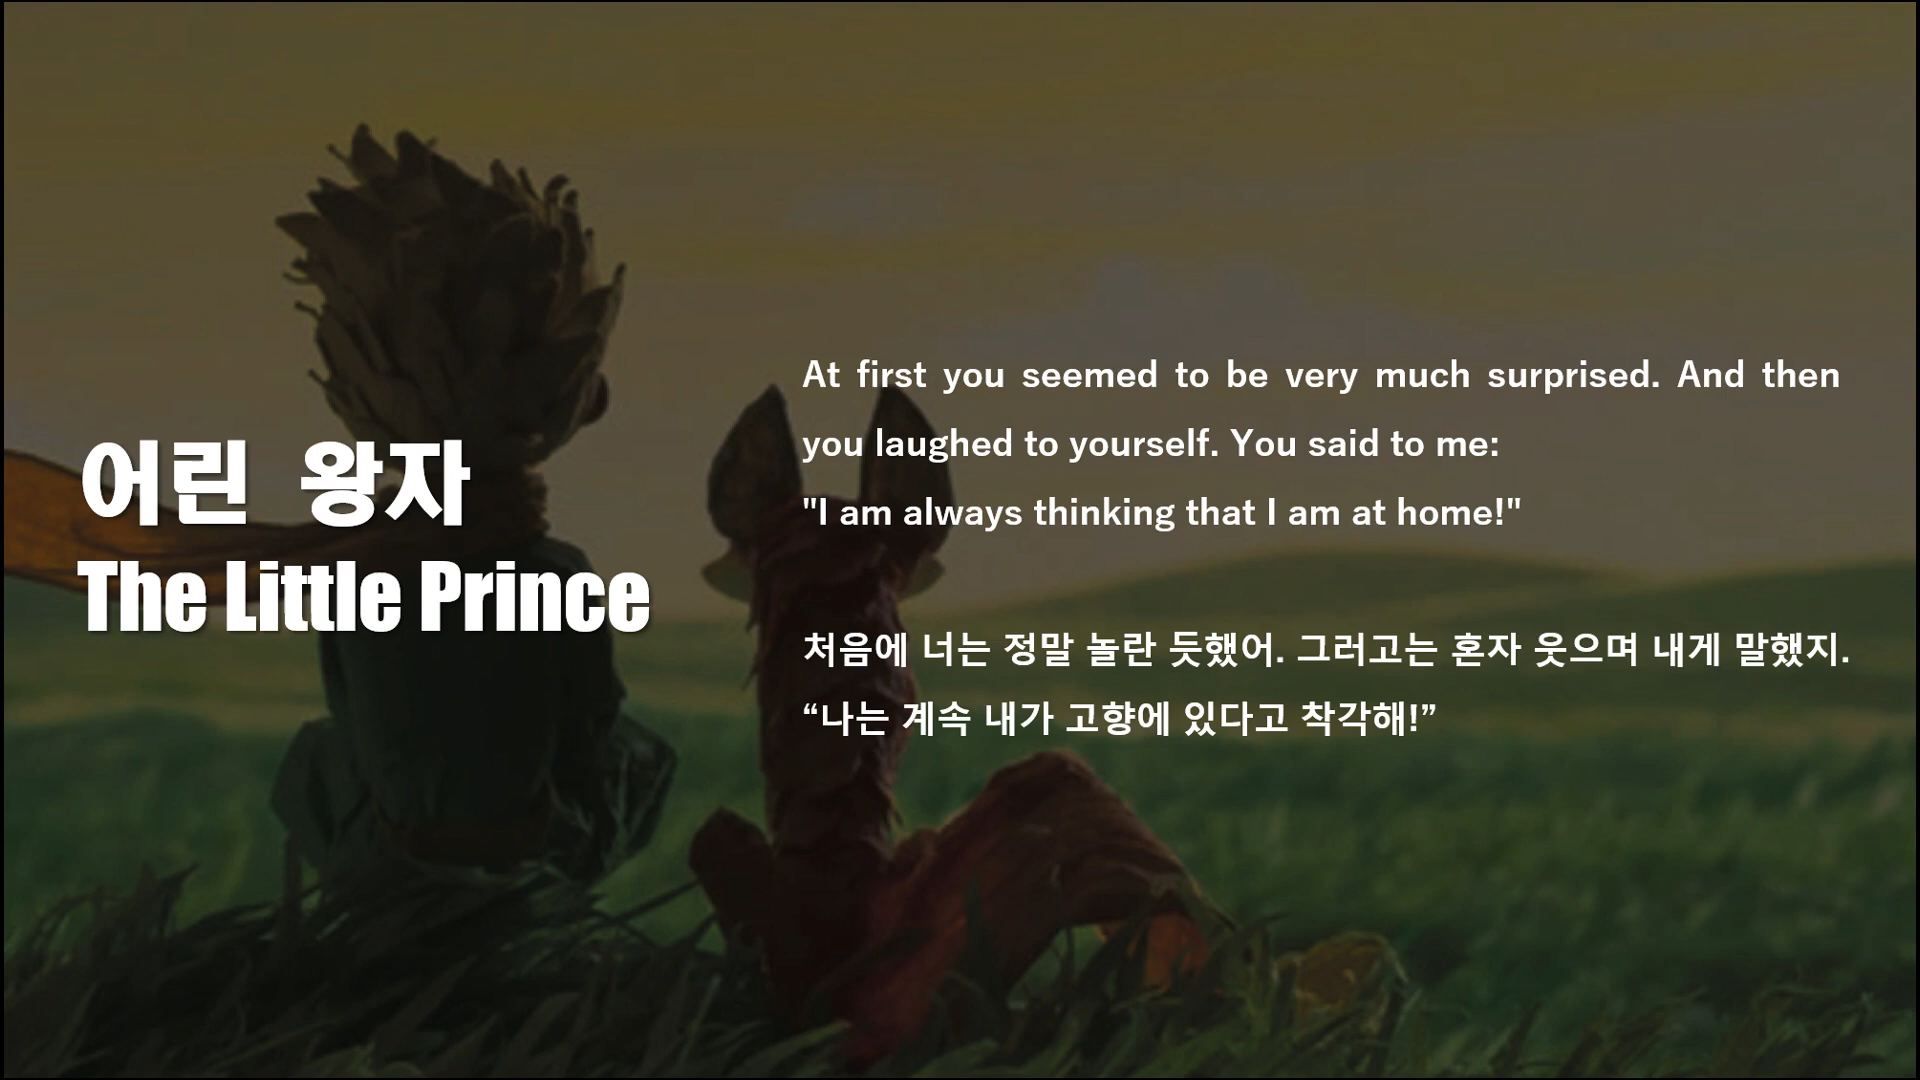 어린 왕자
The Little Prince
At first you seemed to be very much surprised. And then
you laughed to yourself. You said to me:
"I am always thinking that I am at home!"
처음에 너는 정말 놀란 듯했어. 그러고는 혼자 웃으며 내게 말했지.
“나는 계속 내가 고향에 있다고 착각해!”